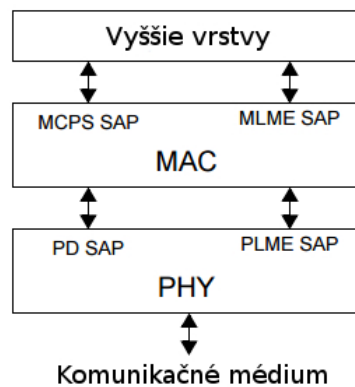 Vyššie vrstvy
MCPS SAP MLME SAP
MAC
PD SAP PLME SAP
PHY
Komunikačné médium